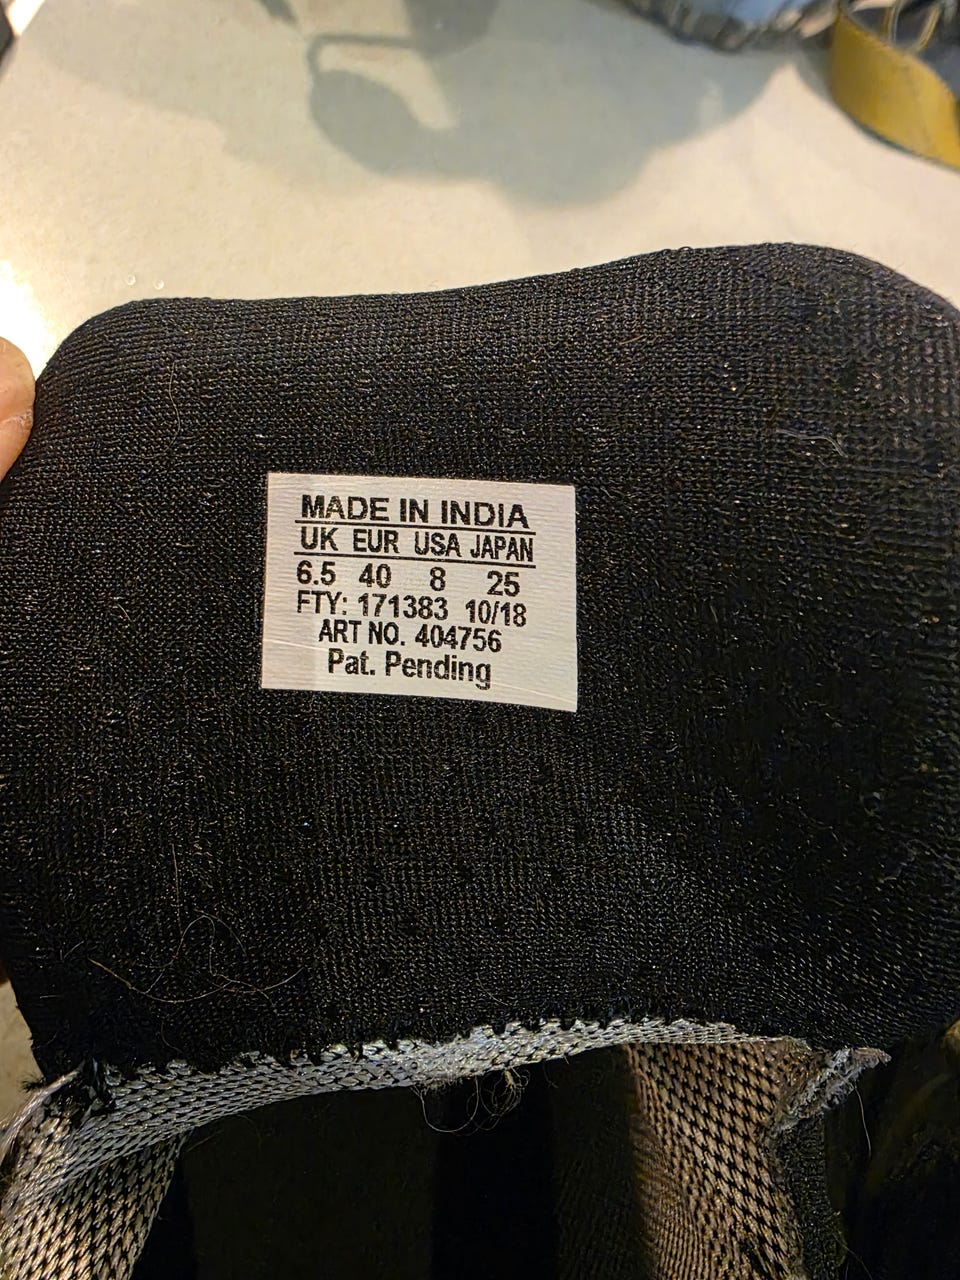 MADE IN INDIA
UK EUR USA JAPAN
6.5 40 8 25
FTY: 171383 10/18
ART NO. 404756
Pat. Pending